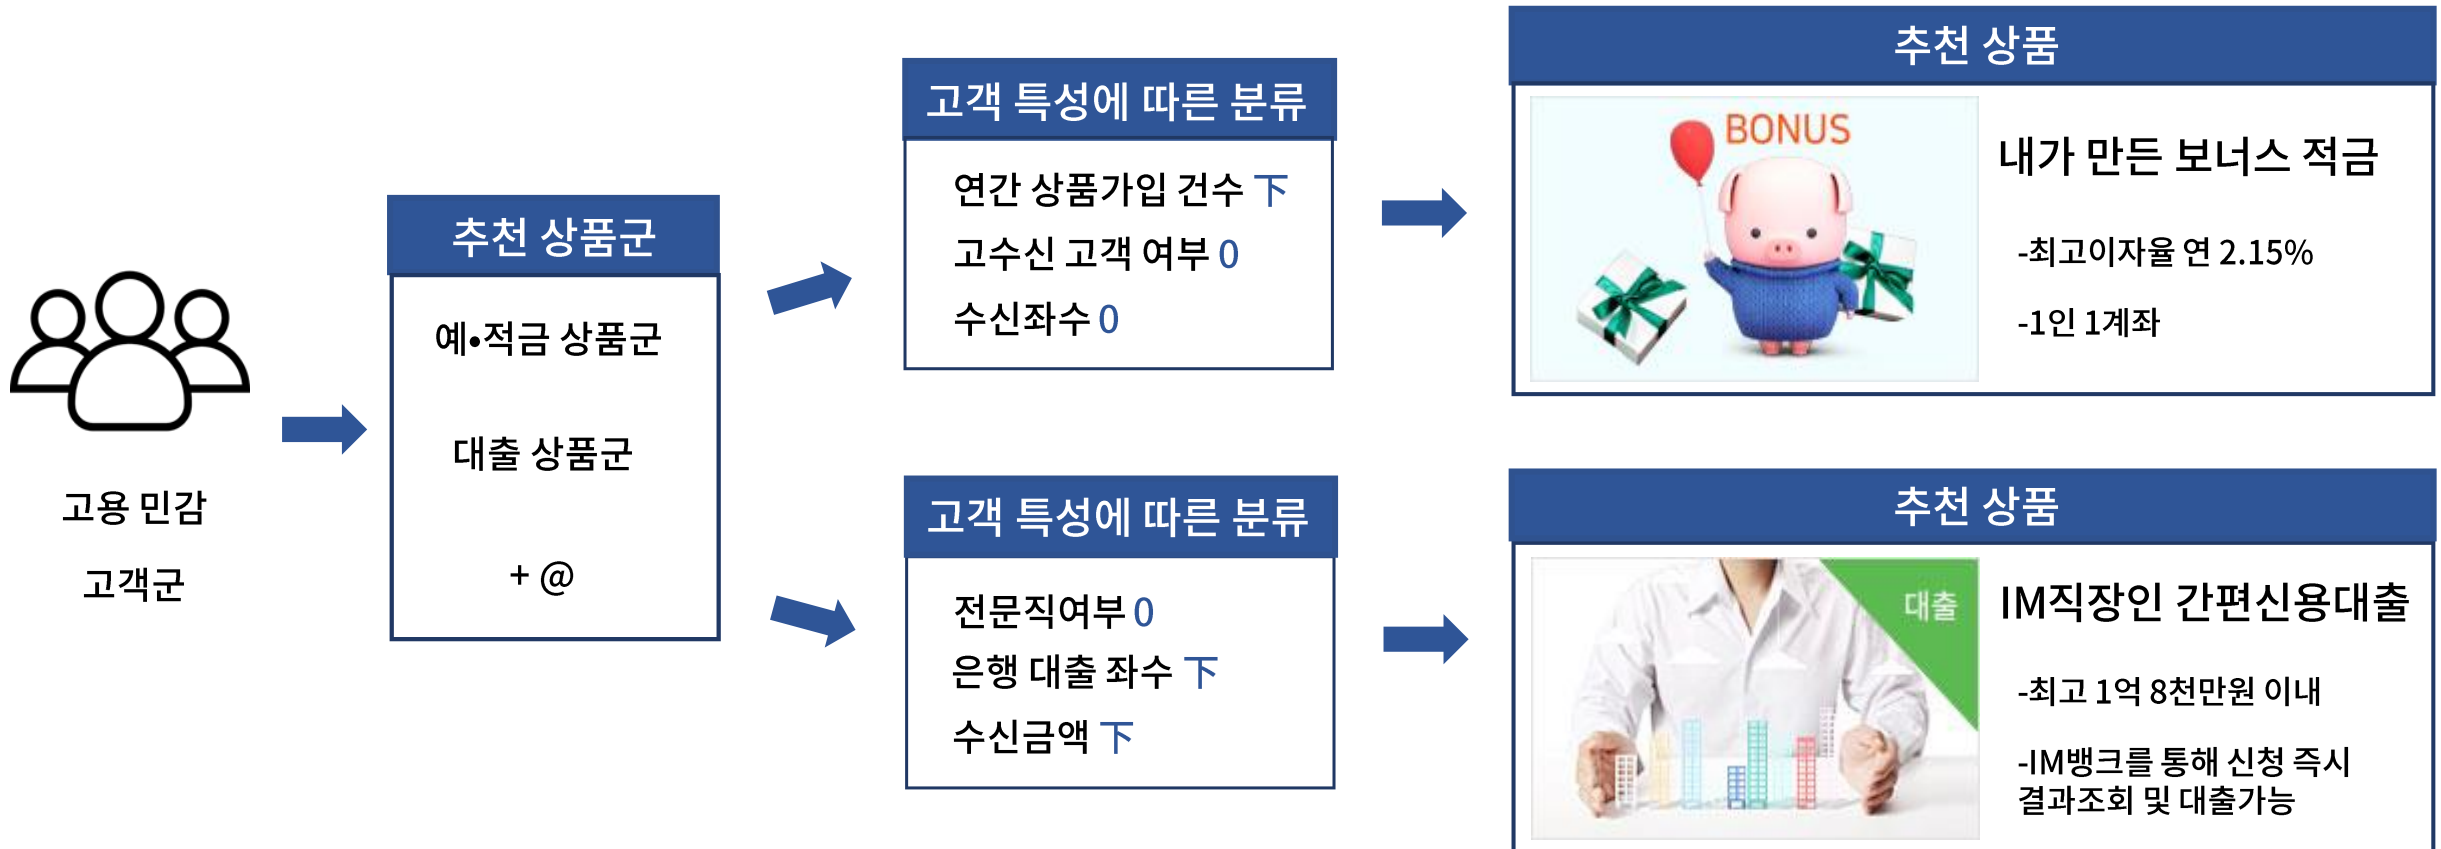 고용 민감
고객군
추천 상품군
예•적금 상품군
대출 상품군
+ @
고객 특성에 따른 분류
연간 상품가입 건수 下
고수신 고객 여부 0
수신좌수 0
추천 상품
BONUS
내가 만든 보너스 적금
-최고이자율 연 2.15%
-1인 1계좌
고객 특성에 따른 분류
전문직여부 0
은행 대출 좌수 下
수신금액 下
추천 상품
대출
IM직장인 간편신용대출
-최고 1억 8천만원 이내
-IM뱅크를 통해 신청 즉시
결과조회 및 대출가능